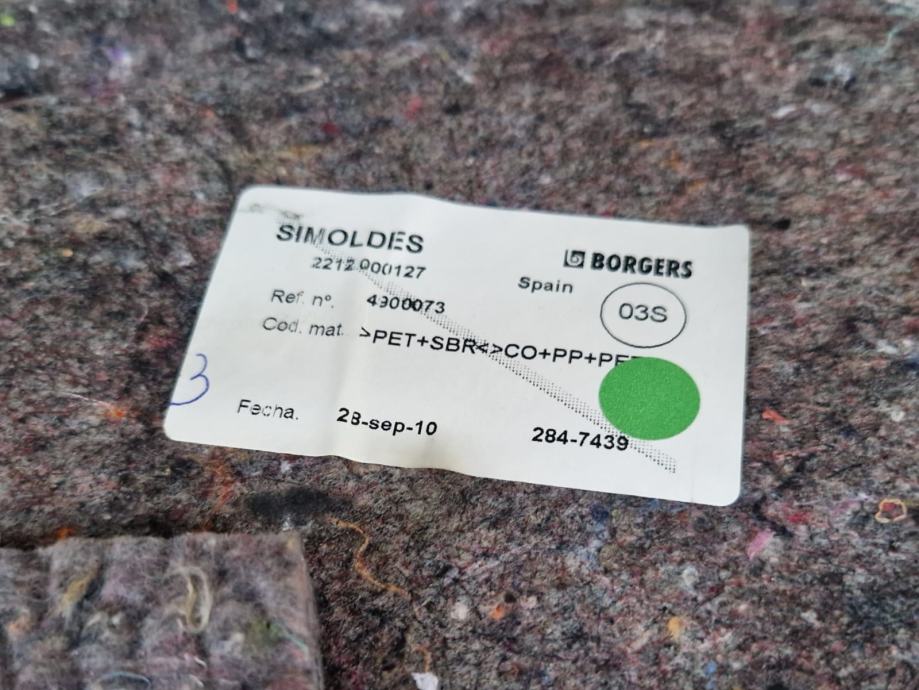 SIMOLDES
BORGERS
2212 000127
Spain
03S
Ref. nº. 4900073
Cod. mat. >PET+SBR<>CO+PP+PE
Fecha. 28-sep-10
284-7439
3